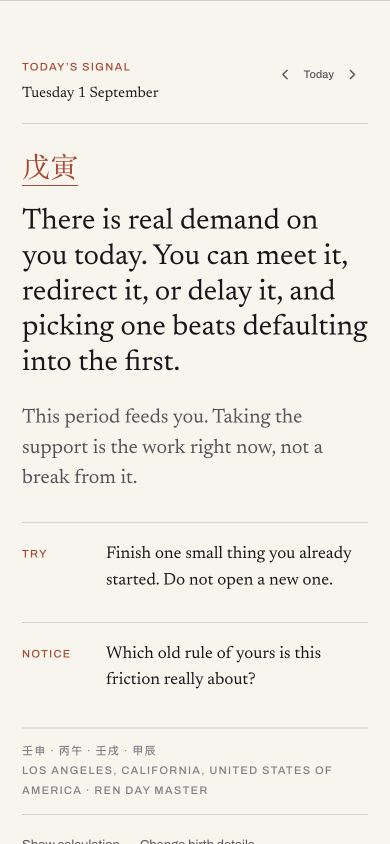 TODAY'S SIGNAL
Today
Tuesday 1 September
戊寅
There is real demand on
you today. You can meet it,
redirect it, or delay it, and
picking one beats defaulting
into the first.
This period feeds you. Taking the
support is the work right now, not a
break from it.
TRY
Finish one small thing you already
started. Do not open a new one.
NOTICE
Which old rule of yours is this
friction really about?
壬申 · 丙午 · 壬戌 · 甲辰
LOS ANGELES, CALIFORNIA, UNITED STATES OF
AMERICA · REN DAY MASTER
Show calculation
Change birth details